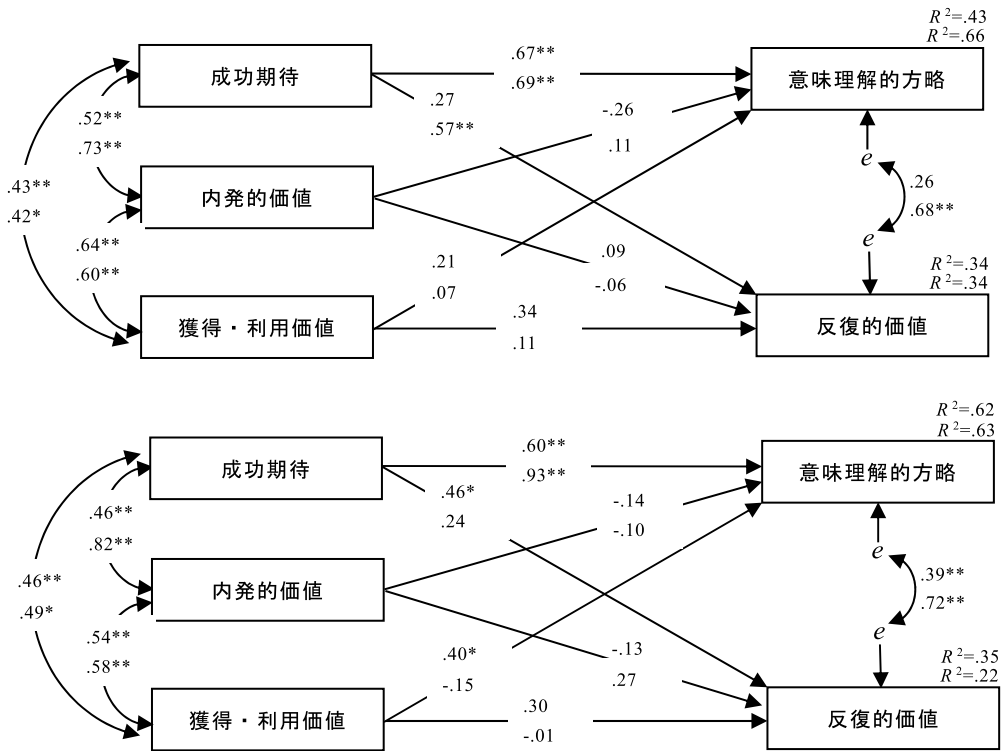 R²=.43
R²=.66
成功期待
.67**
.69**
意味理解的方略
.27
.57**
-.26
.11
.52**
.73**
e
.43**
.42*
内発的価値
.26
.68**
.64**
.60**
e
.21
.07
.09
-.06
R²=.34
R²=.34
獲得・利用価値
.34
.11
反復的価値
R²=.62
R²=.63
成功期待
.60**
.93**
意味理解的方略
.46*
.24
-.14
-.10
.46**
.82**
e
.46**
.49*
内発的価値
.39**
.72**
.54**
.58**
e
.40*
-.15
-.13
.27
R²=.35
R²=.22
獲得・利用価値
.30
-.01
反復的価値